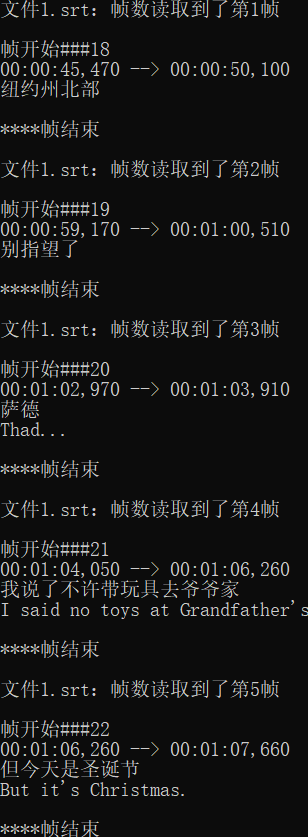 文件1.srt: 帧数读取到了第1帧
帧开始###18
00:00:45,470 --> 00:00:50,100
纽约州北部
****帧结束
文件1.srt: 帧数读取到了第2帧
帧开始###19
00:00:59,170 --> 00:01:00,510
别指望了
****帧结束
文件1.srt: 帧数读取到了第3帧
帧开始###20
00:01:02,970 --> 00:01:03,910
萨德
Thad...
****帧结束
文件1.srt: 帧数读取到了第4帧
帧开始###21
00:01:04,050 --> 00:01:06,260
我说了不许带玩具去爷爷家
I said no toys at Grandfather's
****帧结束
文件1.srt: 帧数读取到了第5帧
帧开始###22
00:01:06,260 --> 00:01:07,660
但今天是圣诞节
But it's Christmas.
****帧结束